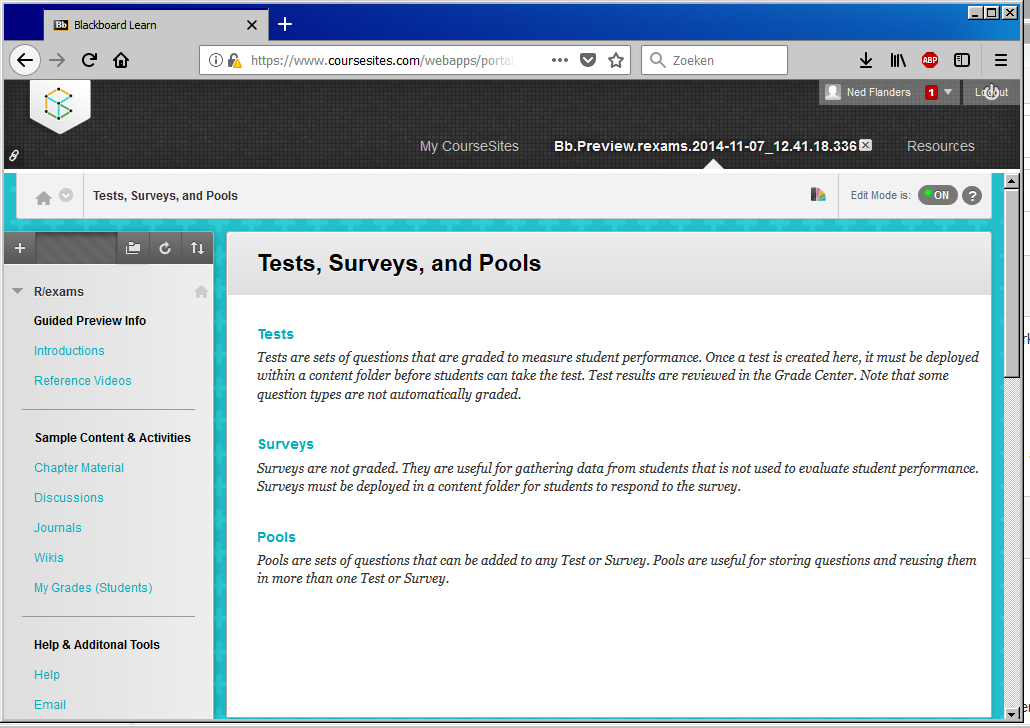 Bb Blackboard Learn
https://www.coursesites.com/webapps/portal
Zoeken
ABP
Ned Flanders 1
Logout
My CourseSites
Bb.Preview.rexams.2014-11-07_12.41.18.336
Resources
Tests, Surveys, and Pools
Edit Mode is: ON ?
R/exams
Guided Preview Info
Introductions
Reference Videos
Sample Content & Activities
Chapter Material
Discussions
Journals
Wikis
My Grades (Students)
Help & Additonal Tools
Help
Email
Tests, Surveys, and Pools
Tests
Tests are sets of questions that are graded to measure student performance. Once a test is created here, it must be deployed
within a content folder before students can take the test. Test results are reviewed in the Grade Center. Note that some
question types are not automatically graded.
Surveys
Surveys are not graded. They are useful for gathering data from students that is not used to evaluate student performance.
Surveys must be deployed in a content folder for students to respond to the survey.
Pools
Pools are sets of questions that can be added to any Test or Survey. Pools are useful for storing questions and reusing them
in more than one Test or Survey.